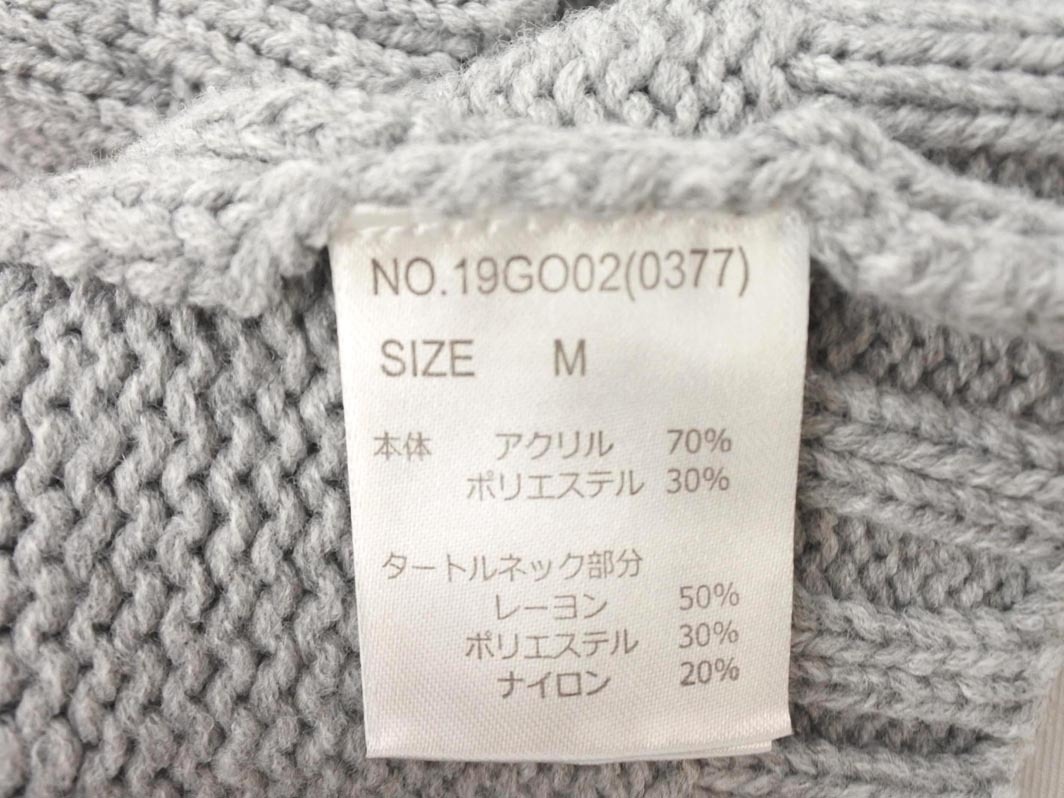 NO.19GO02(0377)
SIZE M
本体 アクリル 70%
ポリエステル 30%
タートルネック部分
レーヨン 50%
ポリエステル 30%
ナイロン 20%